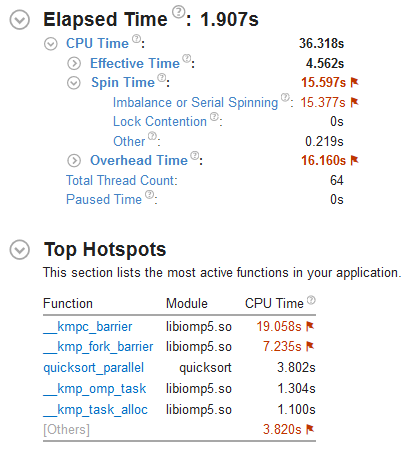 Elapsed Time ?: 1.907s
CPU Time ?: 36.318s
Effective Time ?: 4.562s
Spin Time ?: 15.597s
Imbalance or Serial Spinning ?: 15.377s
Lock Contention ?: 0s
Other ?: 0.219s
Overhead Time ?: 16.160s
Total Thread Count: 64
Paused Time ?: 0s
Top Hotspots
This section lists the most active functions in your application.
Function Module CPU Time ?
__kmpc_barrier libiomp5.so 19.058s
__kmp_fork_barrier libiomp5.so 7.235s
quicksort_parallel quicksort 3.802s
__kmp_omp_task libiomp5.so 1.304s
__kmp_task_alloc libiomp5.so 1.100s
[Others] 3.820s